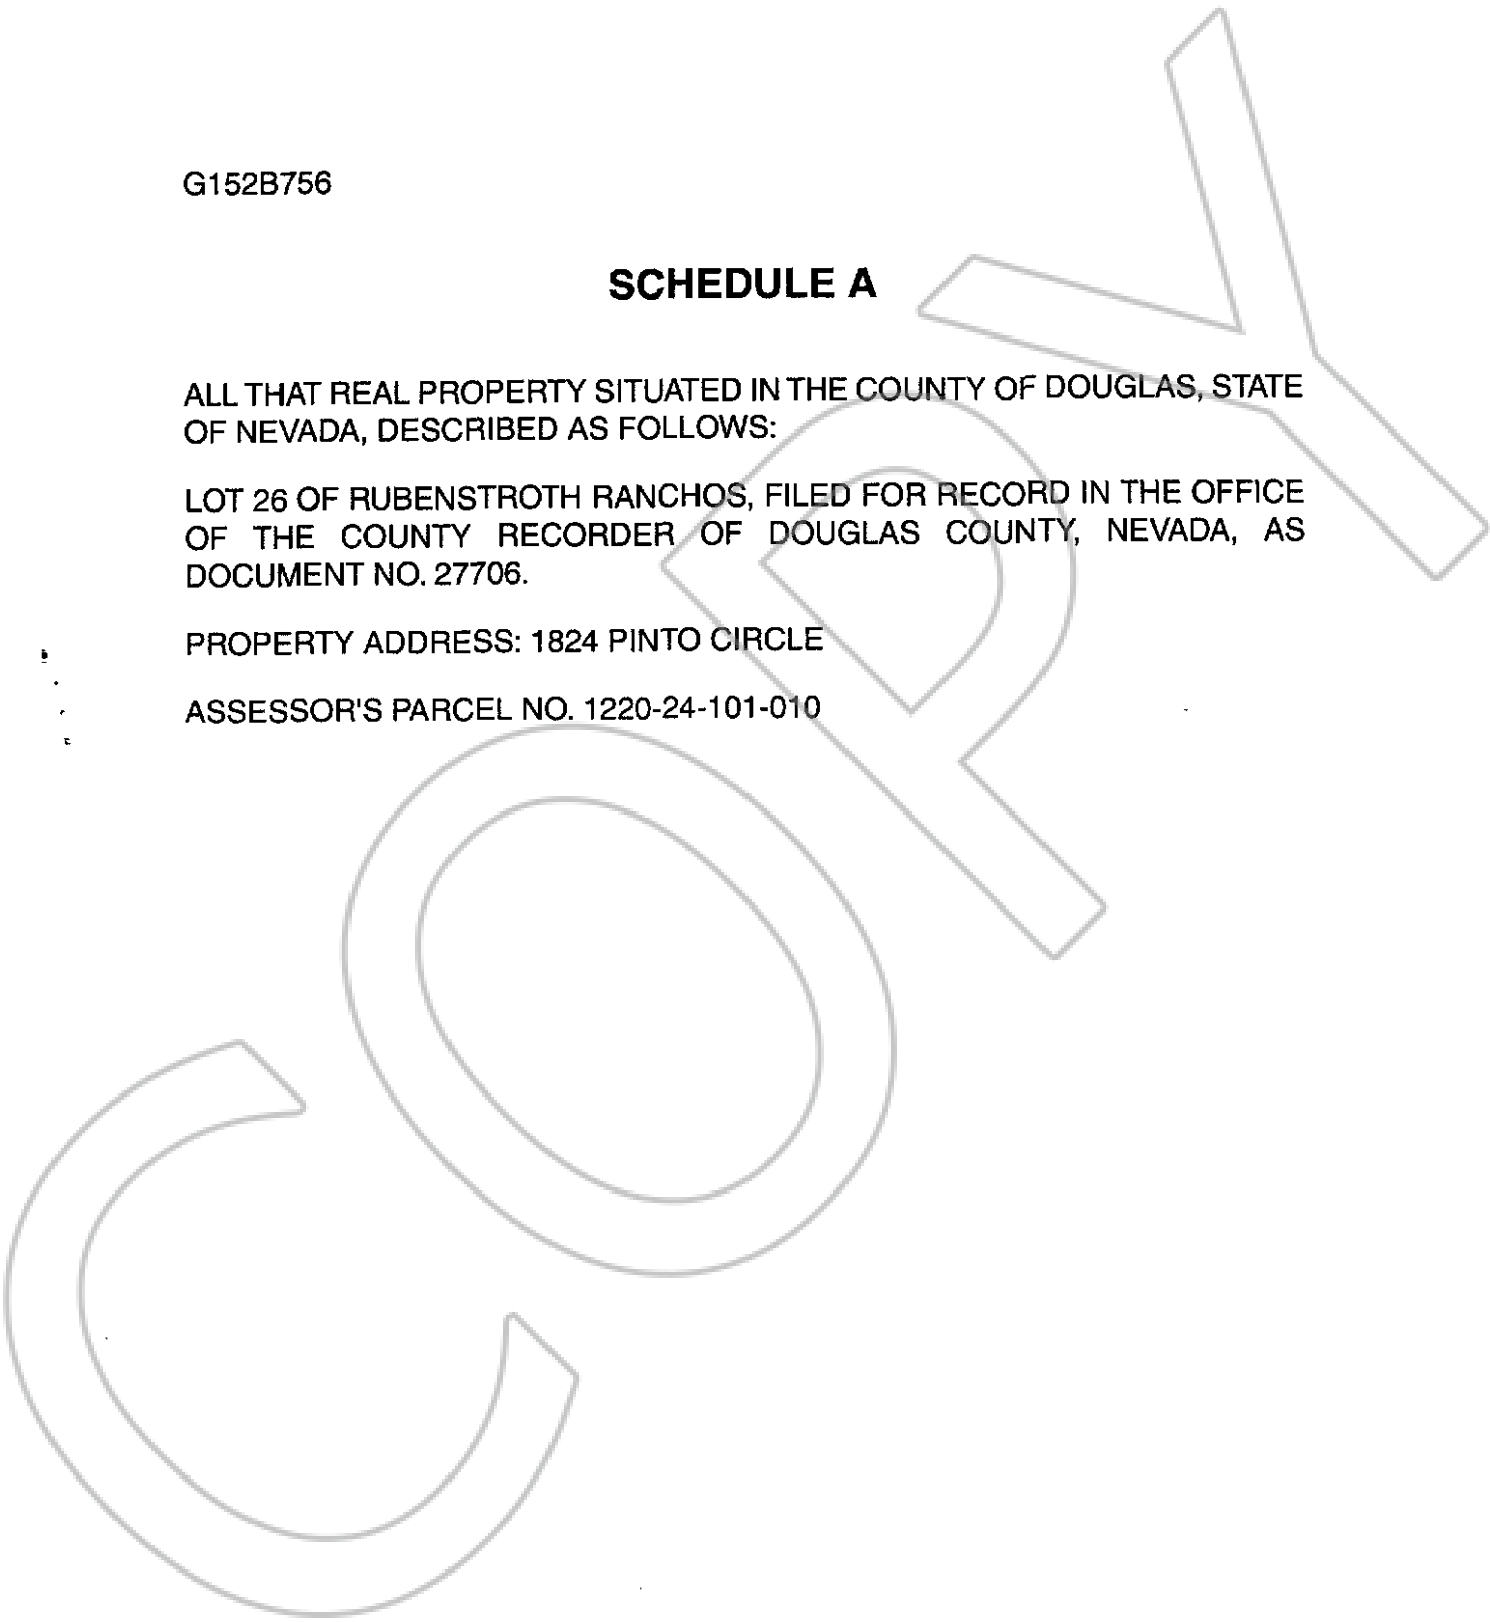 G152B756
SCHEDULE A
ALL THAT REAL PROPERTY SITUATED IN THE COUNTY OF DOUGLAS, STATE
OF NEVADA, DESCRIBED AS FOLLOWS:
LOT 26 OF RUBENSTROTH RANCHOS, FILED FOR RECORD IN THE OFFICE
OF THE COUNTY RECORDER OF DOUGLAS COUNTY, NEVADA, AS
DOCUMENT NO. 27706.
PROPERTY ADDRESS: 1824 PINTO CIRCLE
ASSESSOR'S PARCEL NO. 1220-24-101-010
COPY